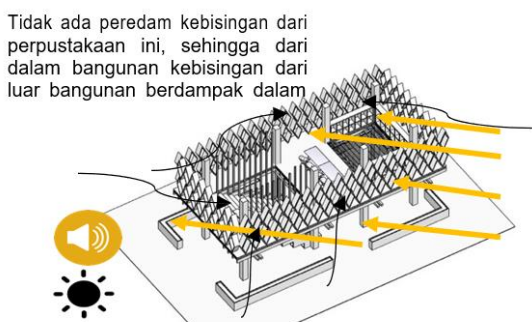 Tidak ada peredam kebisingan dari
perpustakaan ini, sehingga dari
dalam bangunan kebisingan dari
luar bangunan berdampak dalam